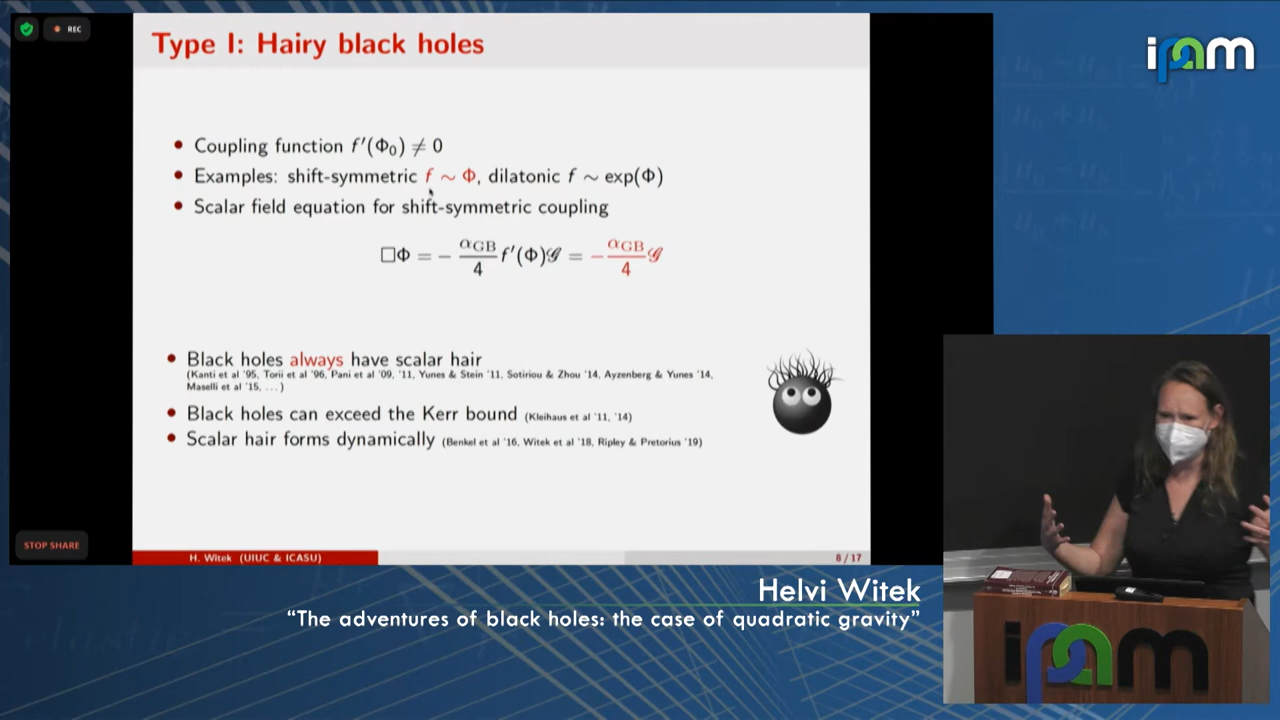 REC
Type I: Hairy black holes
ipam
• Coupling function f′(Φ₀) ≠ 0
• Examples: shift-symmetric f ∼ Φ, dilatonic f ∼ exp(Φ)
• Scalar field equation for shift-symmetric coupling
□Φ = − αGB/4 f′(Φ)𝒢 = − αGB/4 𝒢
• Black holes always have scalar hair
(Kanti et al '95, Torii et al '96, Pani et al '09, '11, Yunes & Stein '11, Sotiriou & Zhou '14, Ayzenberg & Yunes '14,
Maselli et al '15, ...)
• Black holes can exceed the Kerr bound (Kleihaus et al '11, '14)
• Scalar hair forms dynamically (Benkel et al '16, Witek et al '18, Ripley & Pretorius '19)
STOP SHARE
H. Witek (UIUC & ICASU)
8 / 17
Helvi Witek
“The adventures of black holes: the case of quadratic gravity”
ipam